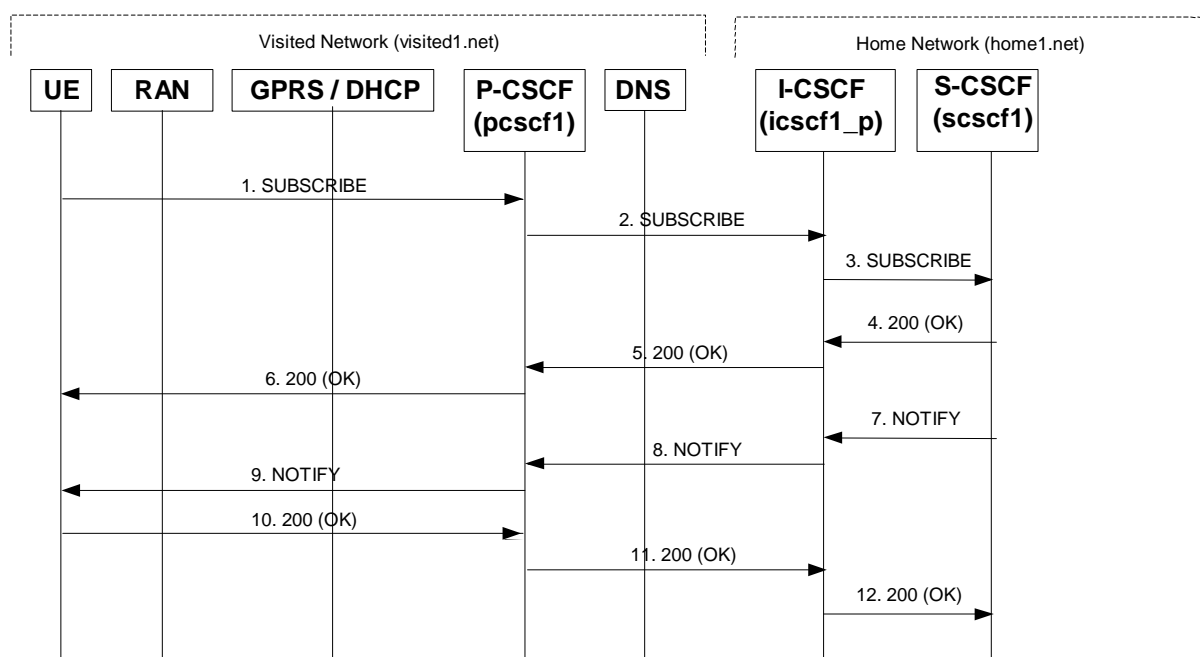 Visited Network (visited1.net)
Home Network (home1.net)
UE
RAN
GPRS / DHCP
P-CSCF
(pcscf1)
DNS
I-CSCF
(icscf1_p)
S-CSCF
(scscf1)
1. SUBSCRIBE
2. SUBSCRIBE
3. SUBSCRIBE
4. 200 (OK)
5. 200 (OK)
6. 200 (OK)
7. NOTIFY
8. NOTIFY
9. NOTIFY
10. 200 (OK)
11. 200 (OK)
12. 200 (OK)